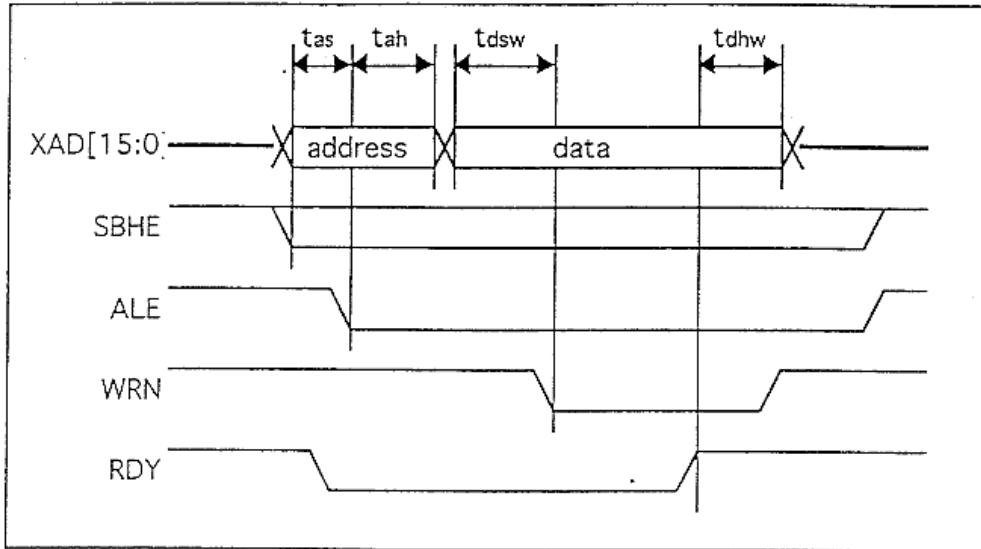 tas tah tdsw tdhw
XAD[15:0] address data
SBHE
ALE
WRN
RDY